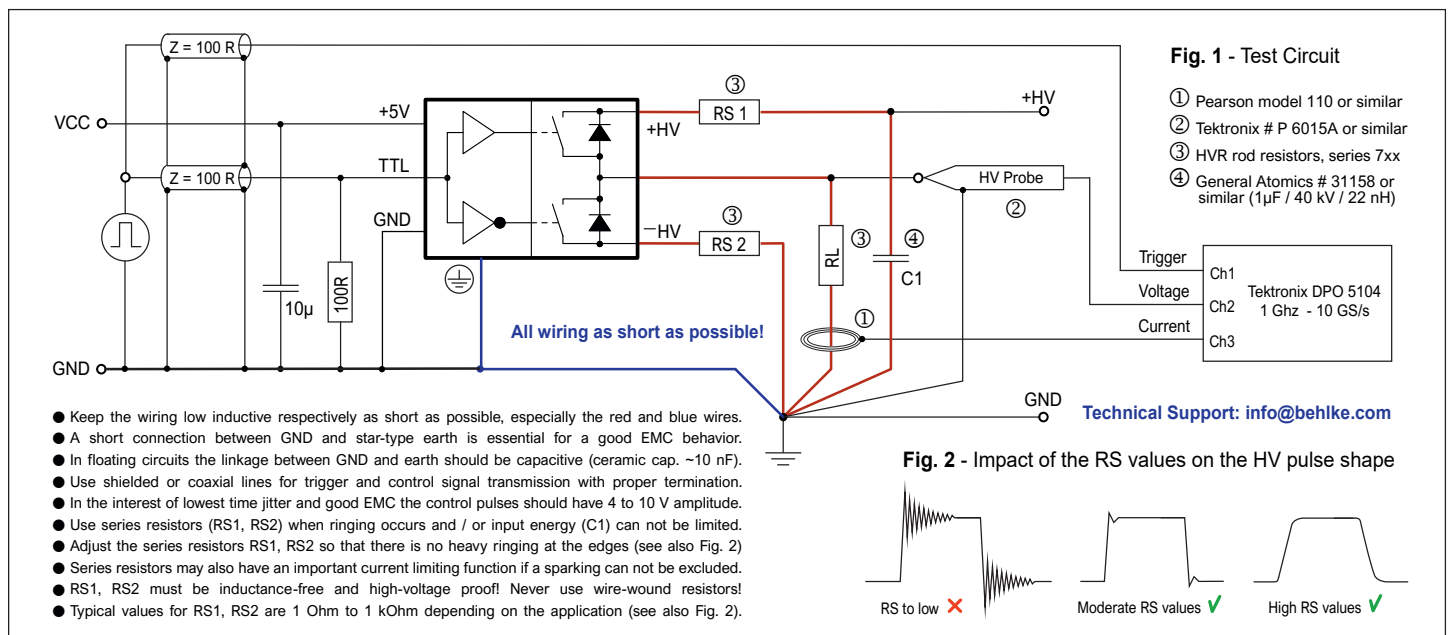 Z = 100 R
VCC
+5V
Z = 100 R
TTL
GND
10µ
100R
GND
③
RS 1
+HV
+HV
−HV
③
RS 2
③
RL
④
C1
①
HV Probe
②
All wiring as short as possible!
Fig. 1 - Test Circuit
① Pearson model 110 or similar
② Tektronix # P 6015A or similar
③ HVR rod resistors, series 7xx
④ General Atomics # 31158 or
similar (1µF / 40 kV / 22 nH)
Trigger
Voltage
Current
Ch1
Ch2
Ch3
Tektronix DPO 5104
1 Ghz - 10 GS/s
GND
Technical Support: info@behlke.com
● Keep the wiring low inductive respectively as short as possible, especially the red and blue wires.
● A short connection between GND and star-type earth is essential for a good EMC behavior.
● In floating circuits the linkage between GND and earth should be capacitive (ceramic cap. ~10 nF).
● Use shielded or coaxial lines for trigger and control signal transmission with proper termination.
● In the interest of lowest time jitter and good EMC the control pulses should have 4 to 10 V amplitude.
● Use series resistors (RS1, RS2) when ringing occurs and / or input energy (C1) can not be limited.
● Adjust the series resistors RS1, RS2 so that there is no heavy ringing at the edges (see also Fig. 2)
● Series resistors may also have an important current limiting function if a sparking can not be excluded.
● RS1, RS2 must be inductance-free and high-voltage proof! Never use wire-wound resistors!
● Typical values for RS1, RS2 are 1 Ohm to 1 kOhm depending on the application (see also Fig. 2).
Fig. 2 - Impact of the RS values on the HV pulse shape
RS to low ✗
Moderate RS values ✓
High RS values ✓